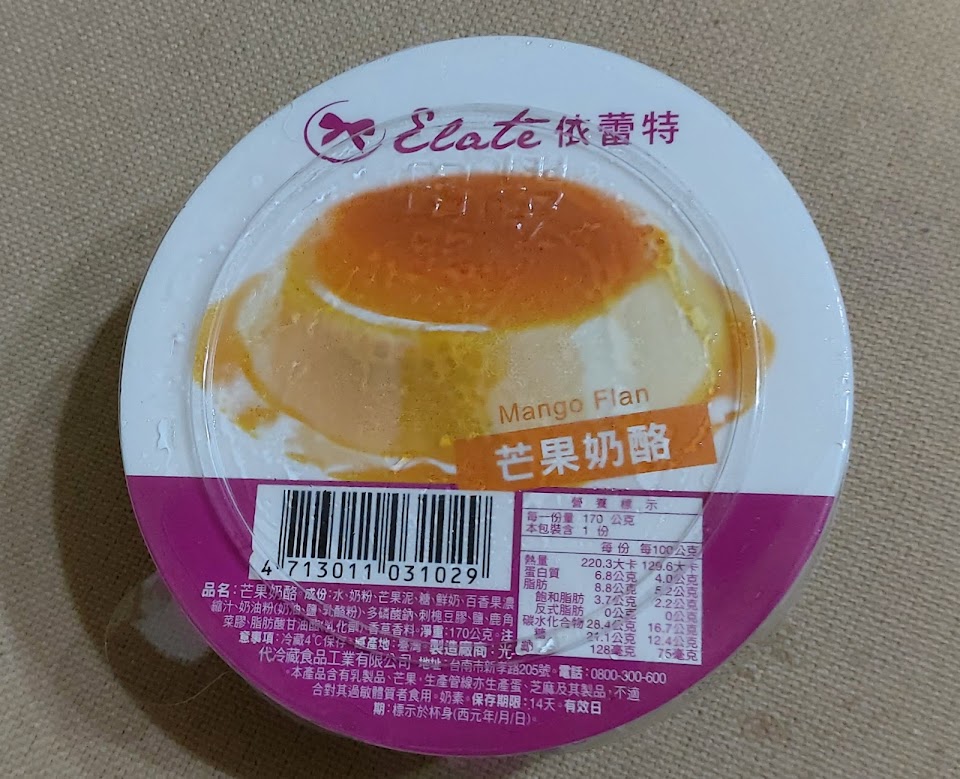 Elate 依蕾特
Mango Flan
芒果奶酪
4 713011 031029
營養標示
每一份量 170 公克
本包裝含 1 份
每份 每100公克
熱量 220.3大卡 129.6大卡
蛋白質 6.8公克 4.0公克
脂肪 8.8公克 5.2公克
飽和脂肪 3.7公克 2.2公克
反式脂肪 0公克 0公克
碳水化合物 28.4公克 16.7公克
糖 21.1公克 12.4公克
128毫克 75毫克
品名:芒果奶酪 成份:水、奶粉、芒果泥、糖、鮮奶、百香果濃
縮汁、奶油粉(奶油、鹽、乳酸粉)、多磷酸鈉、刺槐豆膠、鹽、鹿角
菜膠、脂肪酸甘油酯(乳化劑)、香草香料。淨重:170公克。注
意事項:冷藏4℃保存。原產地:臺灣 製造廠商:光
代冷藏食品工業有限公司 地址:台南市新孝路205號。電話:0800-300-600
本產品含有乳製品、芒果,生產管線亦生產蛋、芝麻及其製品,不適
合對其過敏體質者食用。奶素。保存期限:14天。有效日
期:標示於杯身(西元年/月/日)。